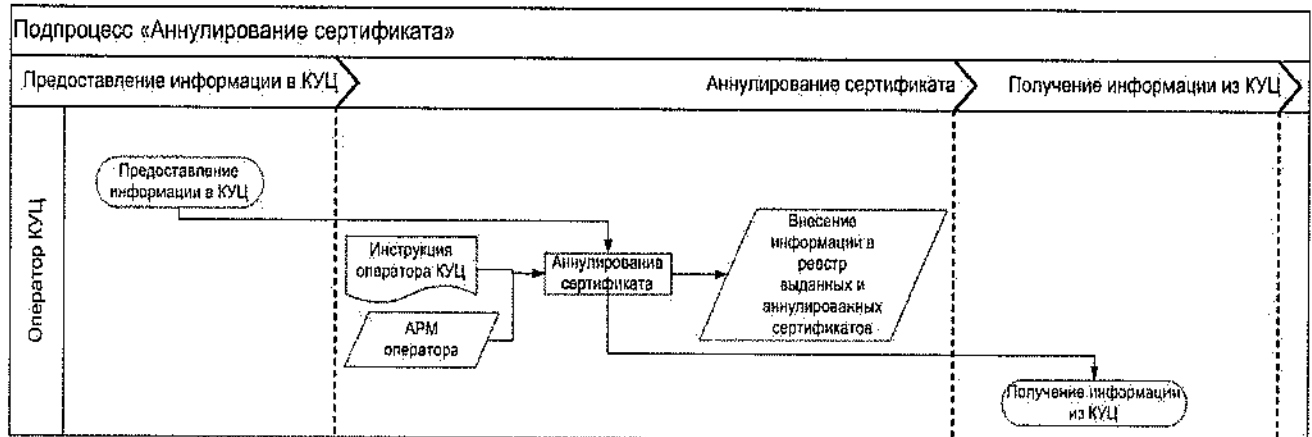 Подпроцесс «Аннулирование сертификата»
Предоставление информации в КУЦ
Аннулирование сертификата
Получение информации из КУЦ
Оператор КУЦ
Предоставление
информации в КУЦ
Инструкция
оператора КУЦ
АРМ
оператора
Аннулирование
сертификата
Внесение
информации в
реестр
выданных и
аннулированных
сертификатов
Получение информации
из КУЦ